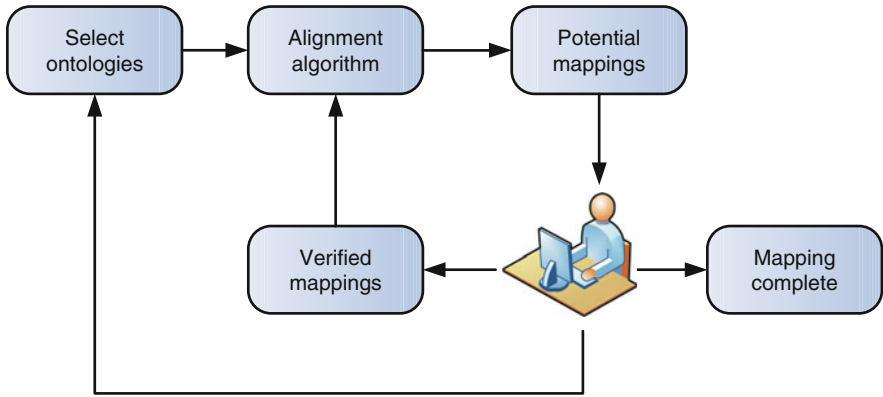 Select
ontologies
Alignment
algorithm
Potential
mappings
Verified
mappings
Mapping
complete